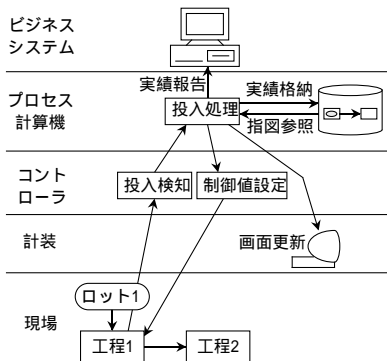 ビジネス
システム
実績報告
実績格納
プロセス
計算機
投入処理
指図参照
コント
ローラ
投入検知
制御値設定
計装
画面更新
ロット1
現場
工程1
工程2